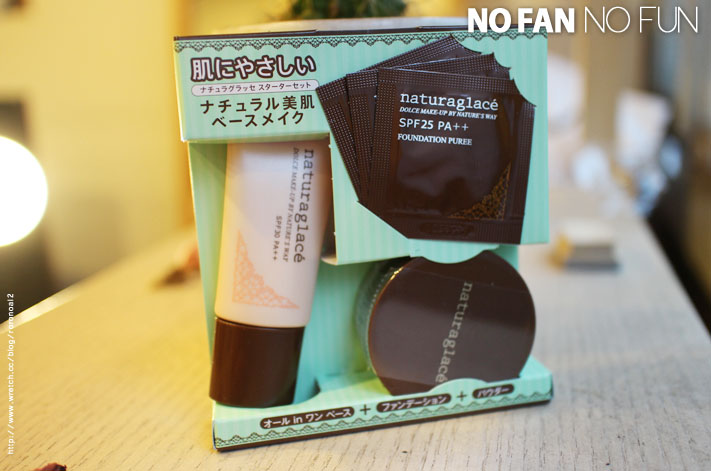 NO FAN NO FUN
肌にやさしい
ナチュラグラッセ スターターセット
ナチュラル美肌
ベースメイク
naturaglacé
DOLCE MAKE-UP BY NATURE'S WAY
SPF25 PA++
FOUNDATION PUREE
naturaglacé
DOLCE MAKE-UP BY NATURE'S WAY
SPF30 PA++
naturaglacé
オール in ワン ベース + ファンデーション + パウダー